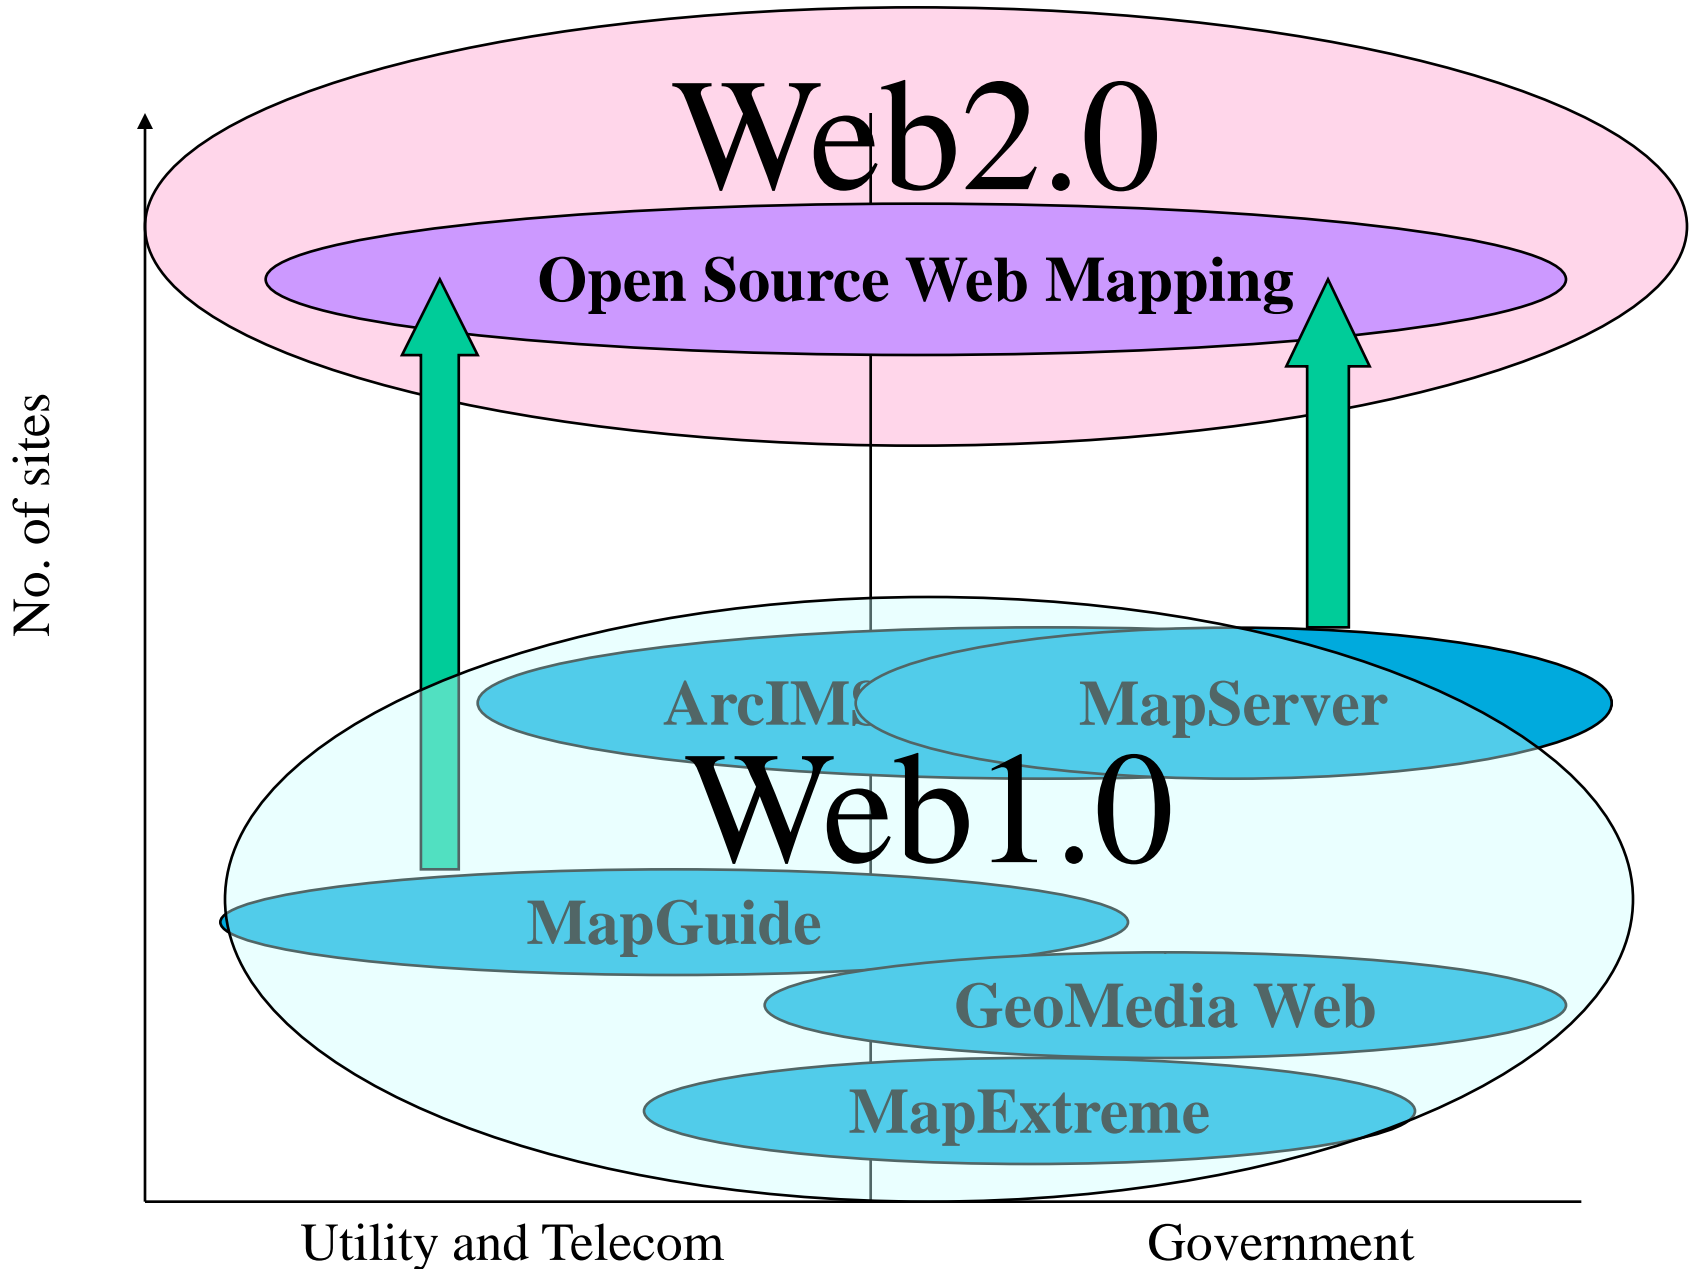 Web2.0
Open Source Web Mapping
No. of sites
ArcIMS
MapServer
Web1.0
MapGuide
GeoMedia Web
MapExtreme
Utility and Telecom
Government